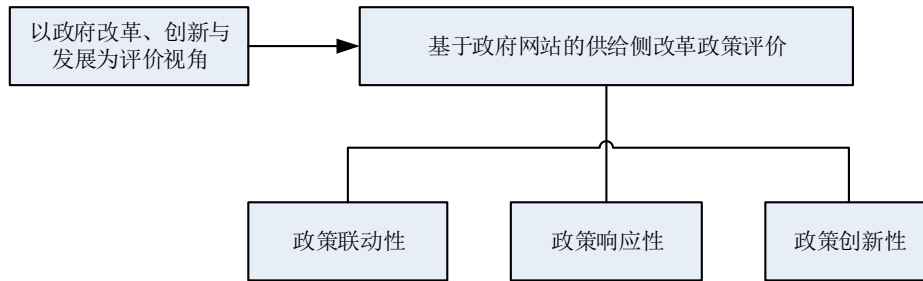 以政府改革、创新与
发展为评价视角
基于政府网站的供给侧改革政策评价
政策联动性
政策响应性
政策创新性